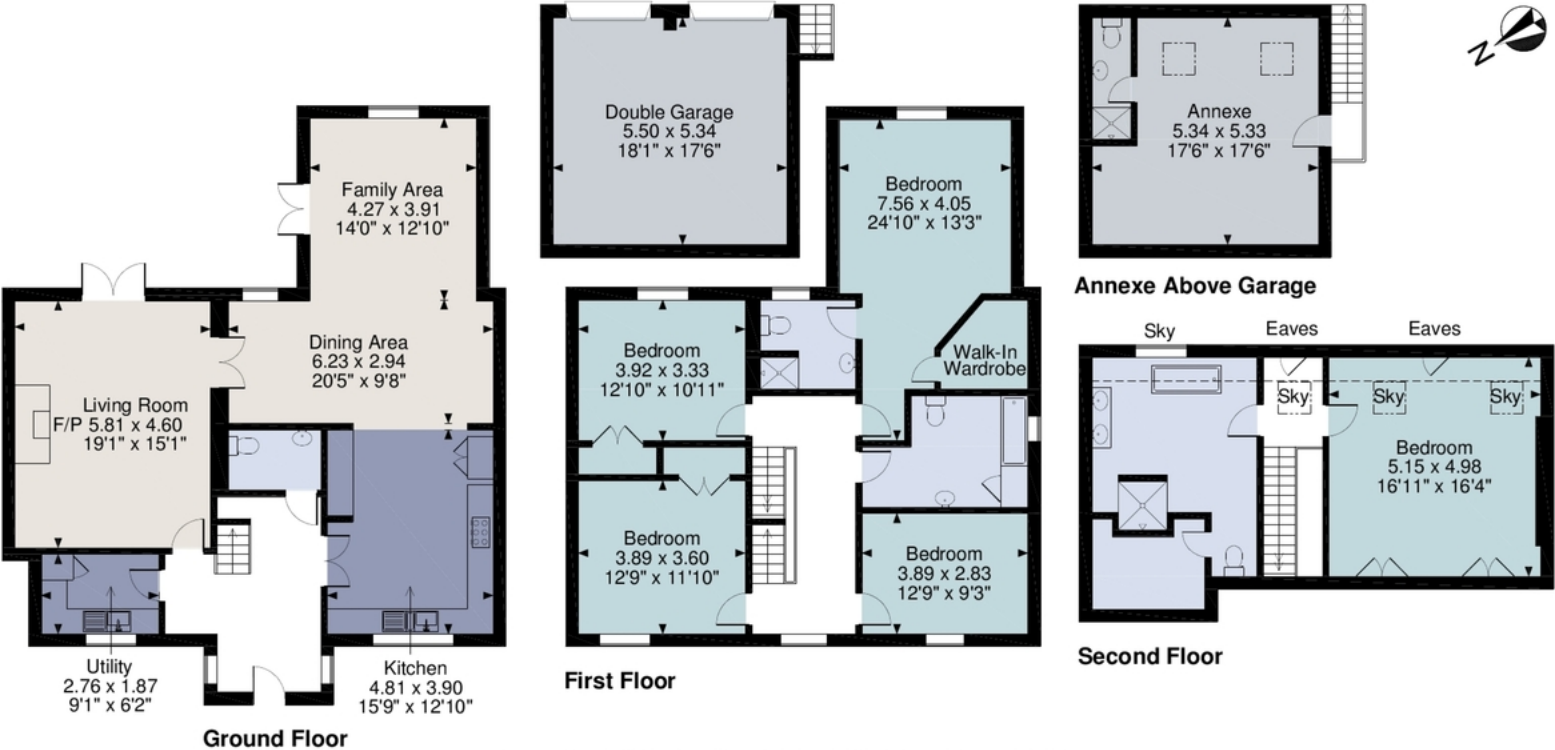 Family Area
4.27 x 3.91
14'0" x 12'10"
Dining Area
6.23 x 2.94
20'5" x 9'8"
Living Room
F/P 5.81 x 4.60
19'1" x 15'1"
Utility
2.76 x 1.87
9'1" x 6'2"
Kitchen
4.81 x 3.90
15'9" x 12'10"
Ground Floor
Double Garage
5.50 x 5.34
18'1" x 17'6"
Bedroom
7.56 x 4.05
24'10" x 13'3"
Bedroom
3.92 x 3.33
12'10" x 10'11"
Walk-In
Wardrobe
Bedroom
3.89 x 3.60
12'9" x 11'10"
Bedroom
3.89 x 2.83
12'9" x 9'3"
First Floor
N
Annexe
5.34 x 5.33
17'6" x 17'6"
Annexe Above Garage
Sky
Eaves
Eaves
Sky
Sky
Sky
Bedroom
5.15 x 4.98
16'11" x 16'4"
Second Floor